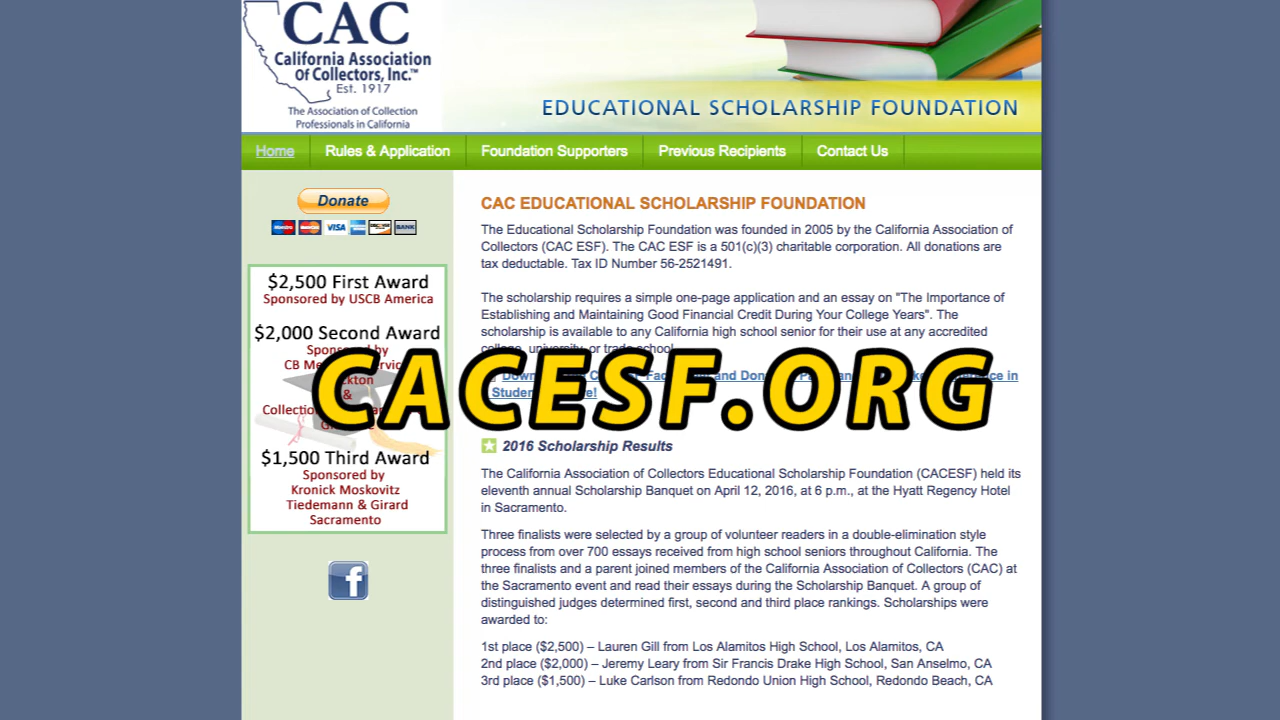 CAC
California Association
Of Collectors, Inc.™
Est. 1917
The Association of Collection
Professionals in California
EDUCATIONAL SCHOLARSHIP FOUNDATION
Home Rules & Application Foundation Supporters Previous Recipients Contact Us
Donate
VISA
BANK
$2,500 First Award
Sponsored by USCB America
$2,000 Second Award
Sponsored by
CB
&
$1,500 Third Award
Sponsored by
Kronick Moskovitz
Tiedemann & Girard
Sacramento
CAC EDUCATIONAL SCHOLARSHIP FOUNDATION
The Educational Scholarship Foundation was founded in 2005 by the California Association of
Collectors (CAC ESF). The CAC ESF is a 501(c)(3) charitable corporation. All donations are
tax deductable. Tax ID Number 56-2521491.
The scholarship requires a simple one-page application and an essay on "The Importance of
Establishing and Maintaining Good Financial Credit During Your College Years". The
scholarship is available to any California high school senior for their use at any accredited
college, university, or trade school.
and in
CACESF.ORG
2016 Scholarship Results
The California Association of Collectors Educational Scholarship Foundation (CACESF) held its
eleventh annual Scholarship Banquet on April 12, 2016, at 6 p.m., at the Hyatt Regency Hotel
in Sacramento.
Three finalists were selected by a group of volunteer readers in a double-elimination style
process from over 700 essays received from high school seniors throughout California. The
three finalists and a parent joined members of the California Association of Collectors (CAC) at
the Sacramento event and read their essays during the Scholarship Banquet. A group of
distinguished judges determined first, second and third place rankings. Scholarships were
awarded to:
1st place ($2,500) – Lauren Gill from Los Alamitos High School, Los Alamitos, CA
2nd place ($2,000) – Jeremy Leary from Sir Francis Drake High School, San Anselmo, CA
3rd place ($1,500) – Luke Carlson from Redondo Union High School, Redondo Beach, CA